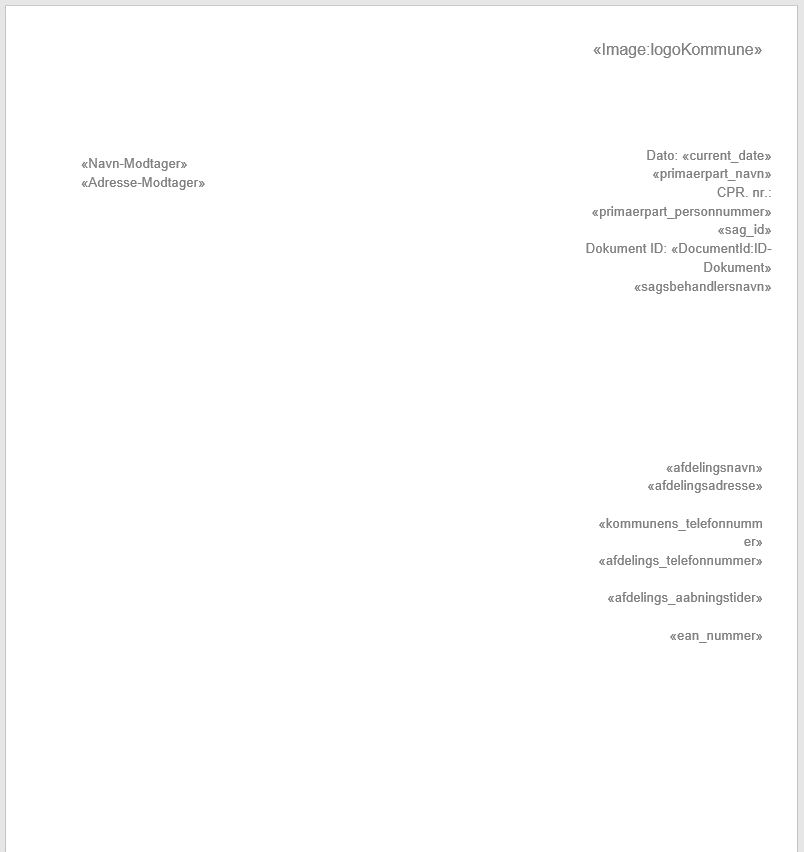 «Image:logoKommune»
«Navn-Modtager»
«Adresse-Modtager»
Dato: «current_date»
«primaerpart_navn»
CPR. nr.:
«primaerpart_personnummer»
«sag_id»
Dokument ID: «DocumentId:ID-
Dokument»
«sagsbehandlersnavn»
«afdelingsnavn»
«afdelingsadresse»
«kommunens_telefonnumm
er»
«afdelings_telefonnummer»
«afdelings_aabningstider»
«ean_nummer»